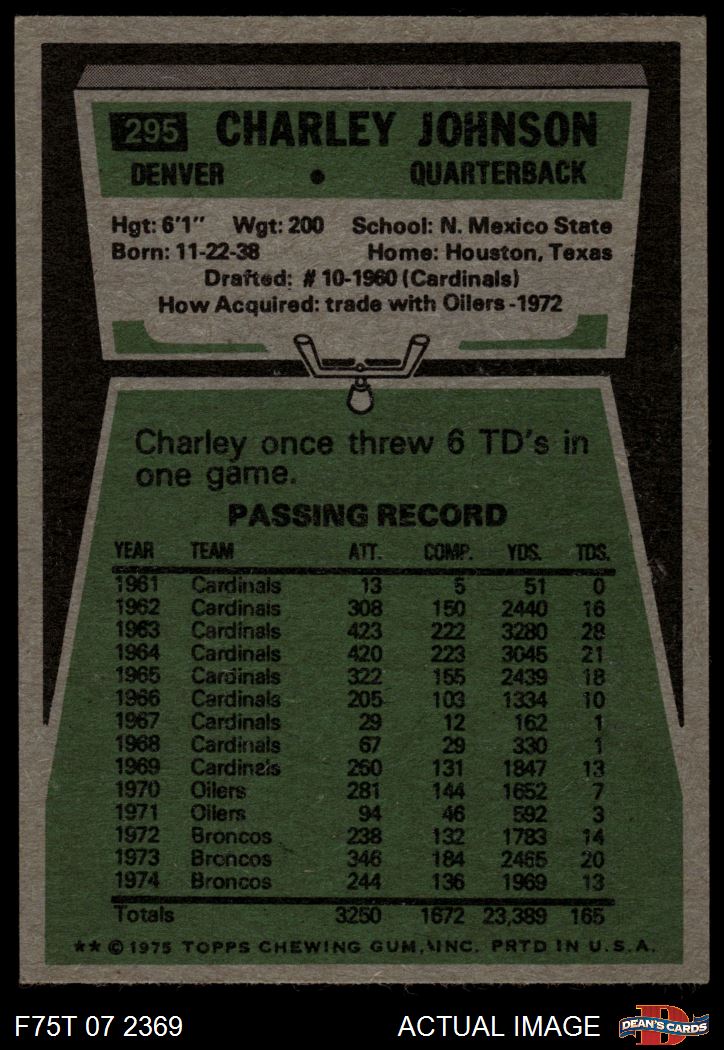 295 CHARLEY JOHNSON
DENVER • QUARTERBACK
Hgt: 6'1" Wgt: 200 School: N. Mexico State
Born: 11-22-38 Home: Houston, Texas
Drafted: #10-1960 (Cardinals)
How Acquired: trade with Oilers-1972
Charley once threw 6 TD's in
one game.
PASSING RECORD
YEAR TEAM ATT. COMP. YDS. TDS.
1961 Cardinals 13 5 51 0
1962 Cardinals 308 150 2440 16
1963 Cardinals 423 222 3280 28
1964 Cardinals 420 223 3045 21
1965 Cardinals 322 155 2439 18
1966 Cardinals 205 103 1334 10
1967 Cardinals 29 12 162 1
1968 Cardinals 67 29 330 1
1969 Cardinals 260 131 1847 13
1970 Oilers 281 144 1652 7
1971 Oilers 94 46 592 3
1972 Broncos 238 132 1783 14
1973 Broncos 346 184 2465 20
1974 Broncos 244 136 1969 13
Totals 3250 1672 23,389 165
** © 1975 TOPPS CHEWING GUM, INC. PRTD IN U.S.A.
F75T 07 2369 ACTUAL IMAGE D DEAN'S CARDS